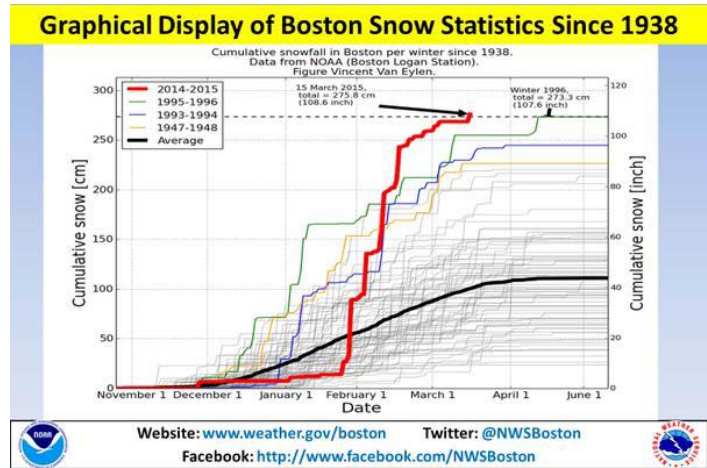 Graphical Display of Boston Snow Statistics Since 1938
Cumulative snowfall in Boston per winter since 1938.
Data from NOAA (Boston Logan Station).
Figure Vincent Van Eylen.
2014-2015
1995-1996
1993-1994
1947-1948
Average
15 March 2015,
total = 275.8 cm
(108.6 inch)
Winter 1996,
total = 273.3 cm
(107.6 inch)
Cumulative snow [cm]
300
250
200
150
100
50
0
Cumulative snow [inch]
120
100
80
60
40
20
0
November 1 December 1 January 1 February 1 March 1 April 1 June 1
Date
Website: www.weather.gov/boston Twitter: @NWSBoston
Facebook: http://www.facebook.com/NWSBoston
NOAA
NATIONAL WEATHER SERVICE